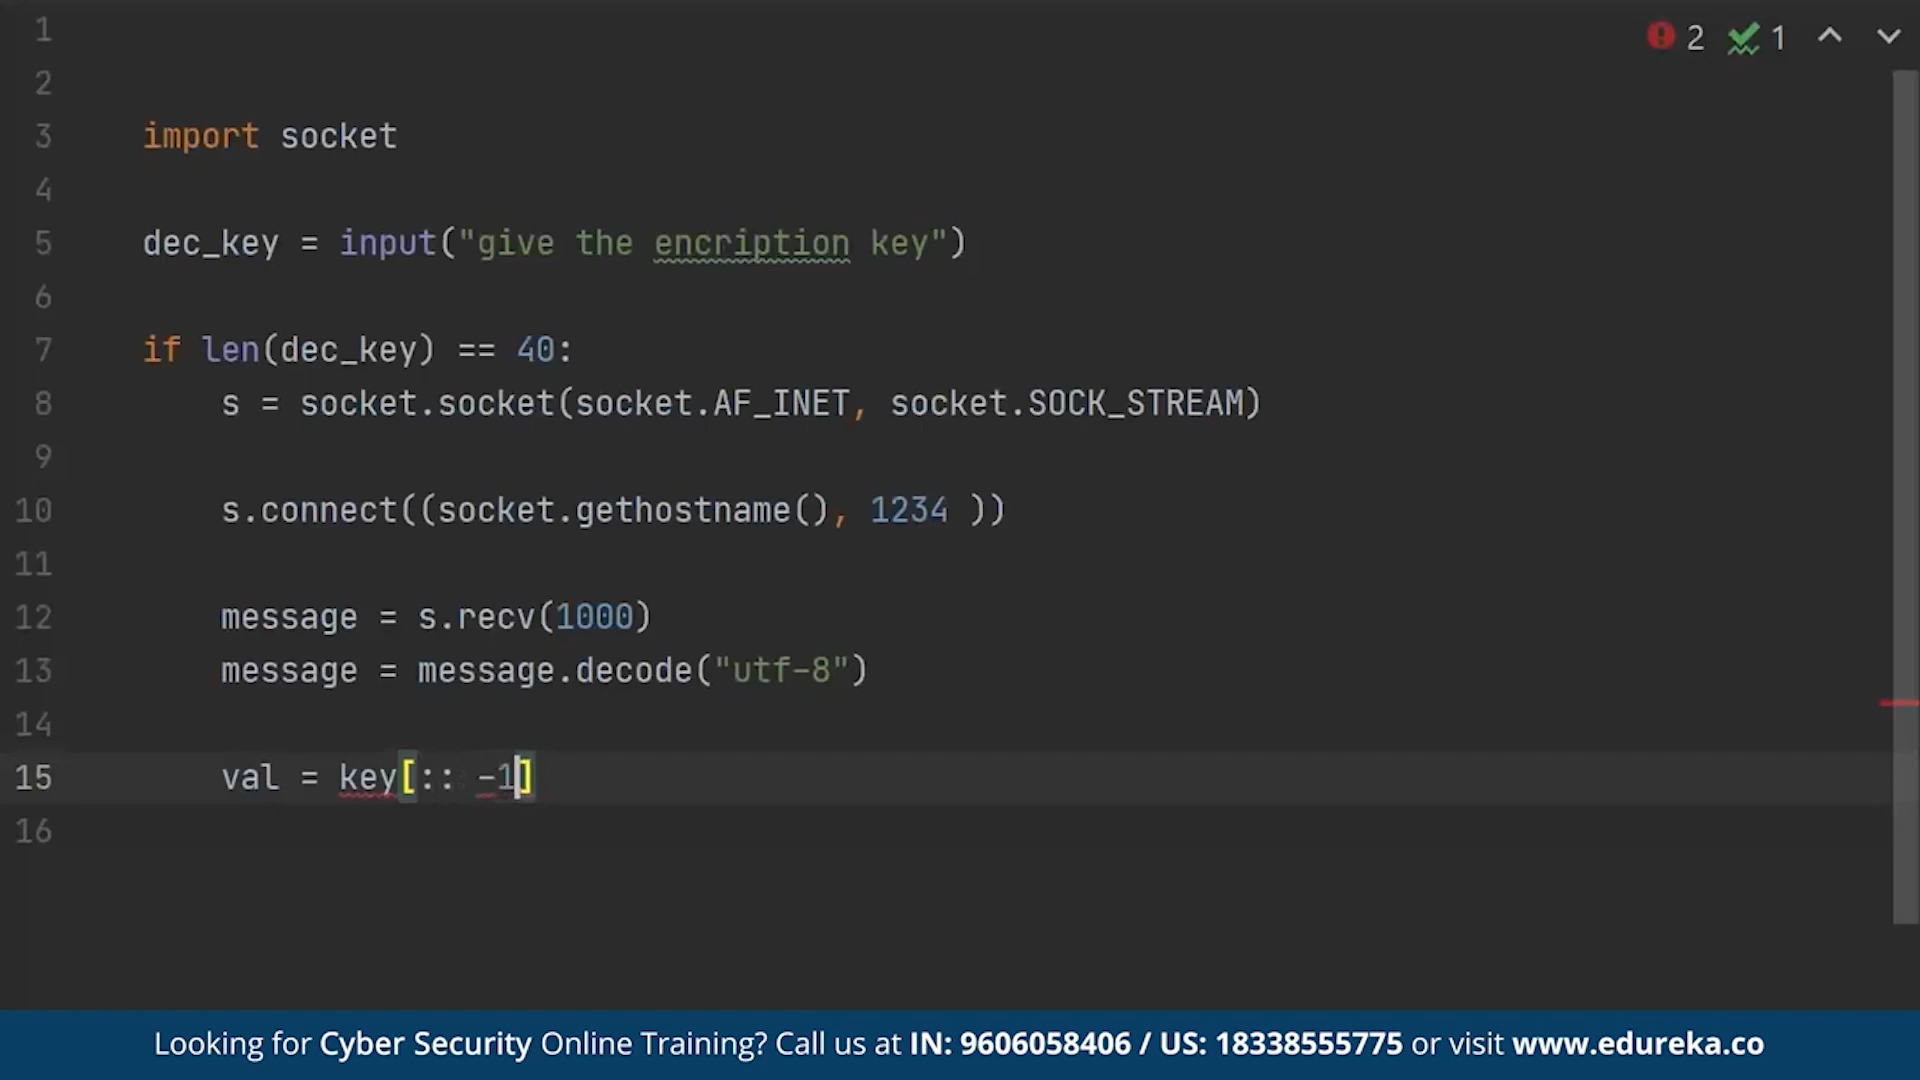 2 1
1
2
3 import socket
4
5 dec_key = input("give the encription key")
6
7 if len(dec_key) == 40:
8 s = socket.socket(socket.AF_INET, socket.SOCK_STREAM)
9
10 s.connect((socket.gethostname(), 1234 ))
11
12 message = s.recv(1000)
13 message = message.decode("utf-8")
14
15 val = key[:: -1]
16
Looking for Cyber Security Online Training? Call us at IN: 9606058406 / US: 18338555775 or visit www.edureka.co